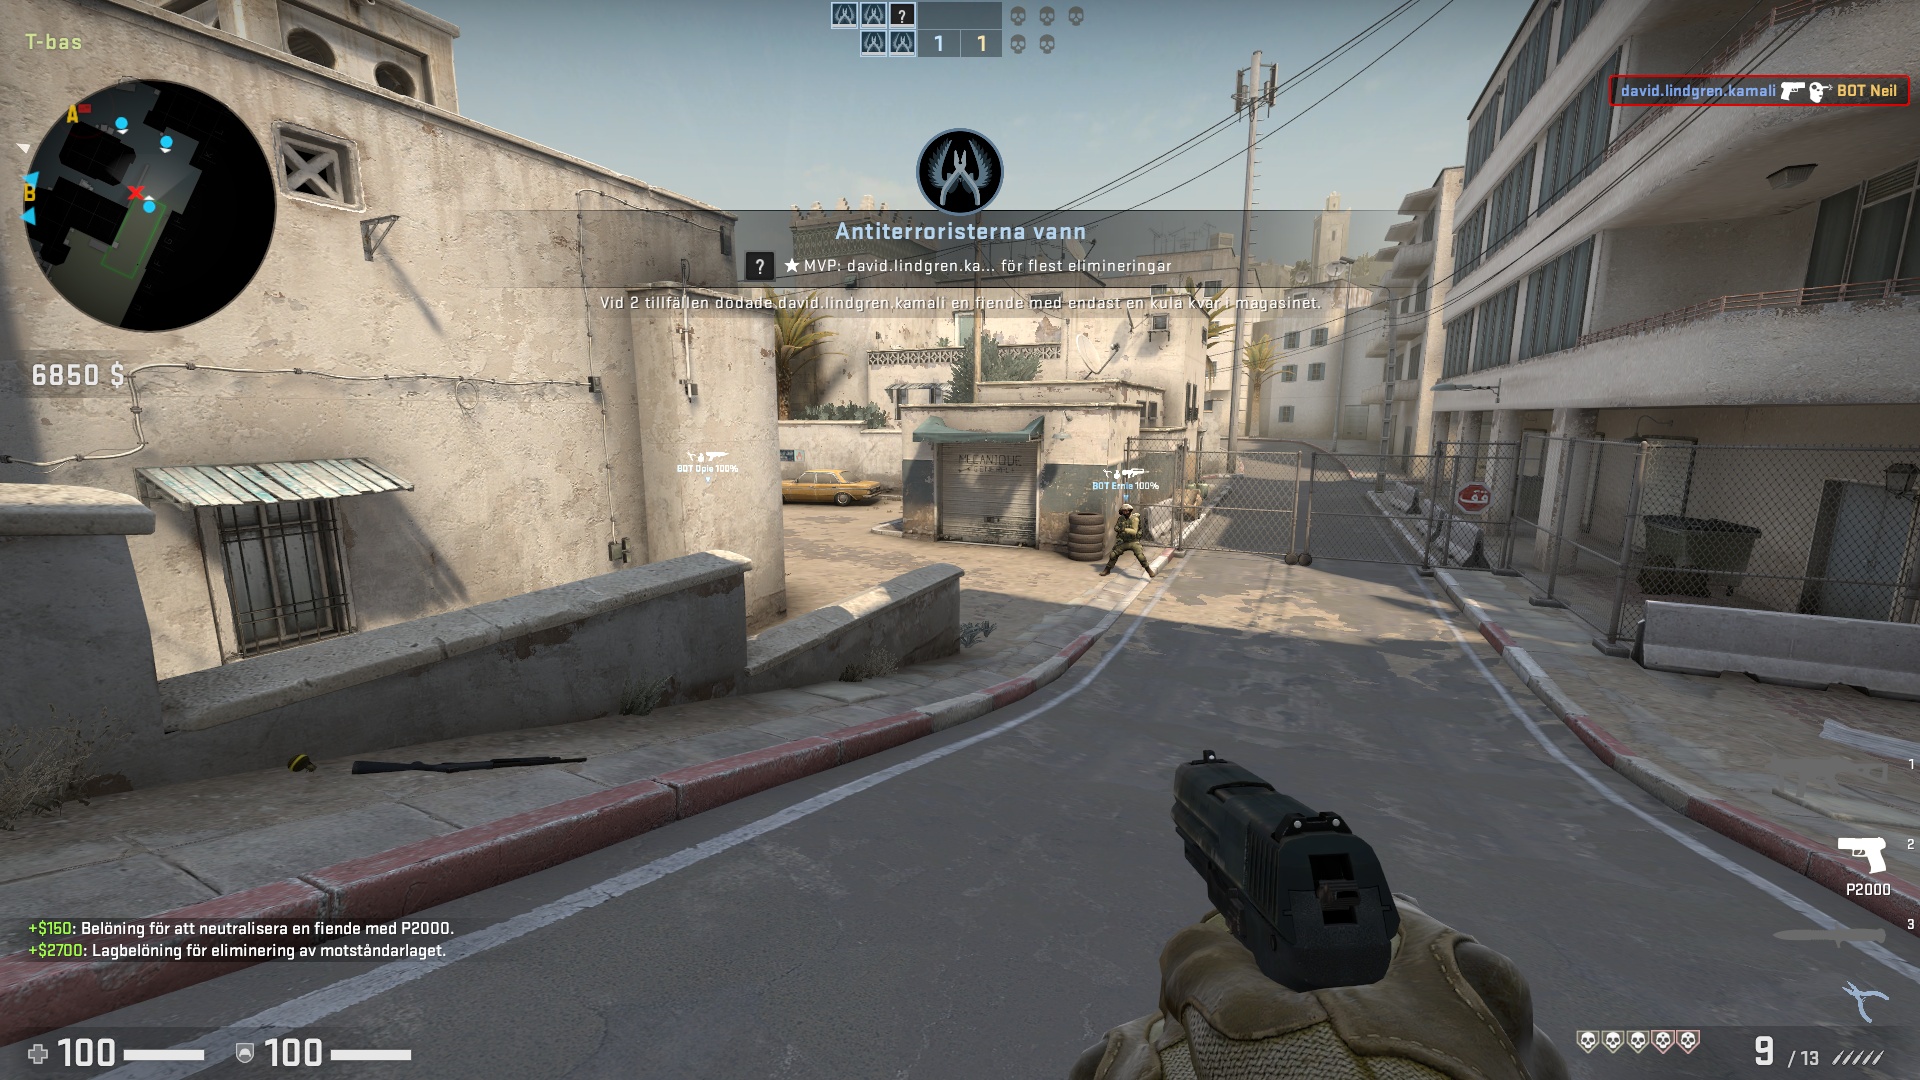 T-bas
?
1 1
david.lindgren.kamali BOT Neil
A
B
Antiterroristerna vann
? ★ MVP: david.lindgren.ka... för flest elimineringar
Vid 2 tillfällen dödade david.lindgren.kamali en fiende med endast en kula kvar i magasinet.
6850 $
MECANIQUE
BOT Opie 100%
BOT Ernie 100%
1
2
P2000
3
+$150: Belöning för att neutralisera en fiende med P2000.
+$2700: Lagbelöning för eliminering av motståndarlaget.
100 100
9 / 13